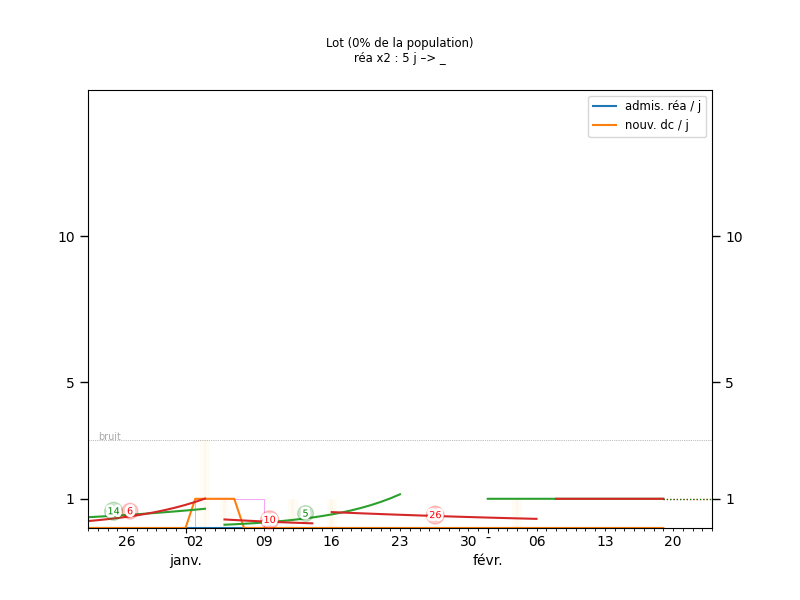 Lot (0% de la population)
réa x2 : 5 j –> _
admis. réa / j
nouv. dc / j
10
10
5
5
bruit
1
1
14
6
10
5
26
26
02
09
16
23
30
06
13
20
janv.
févr.